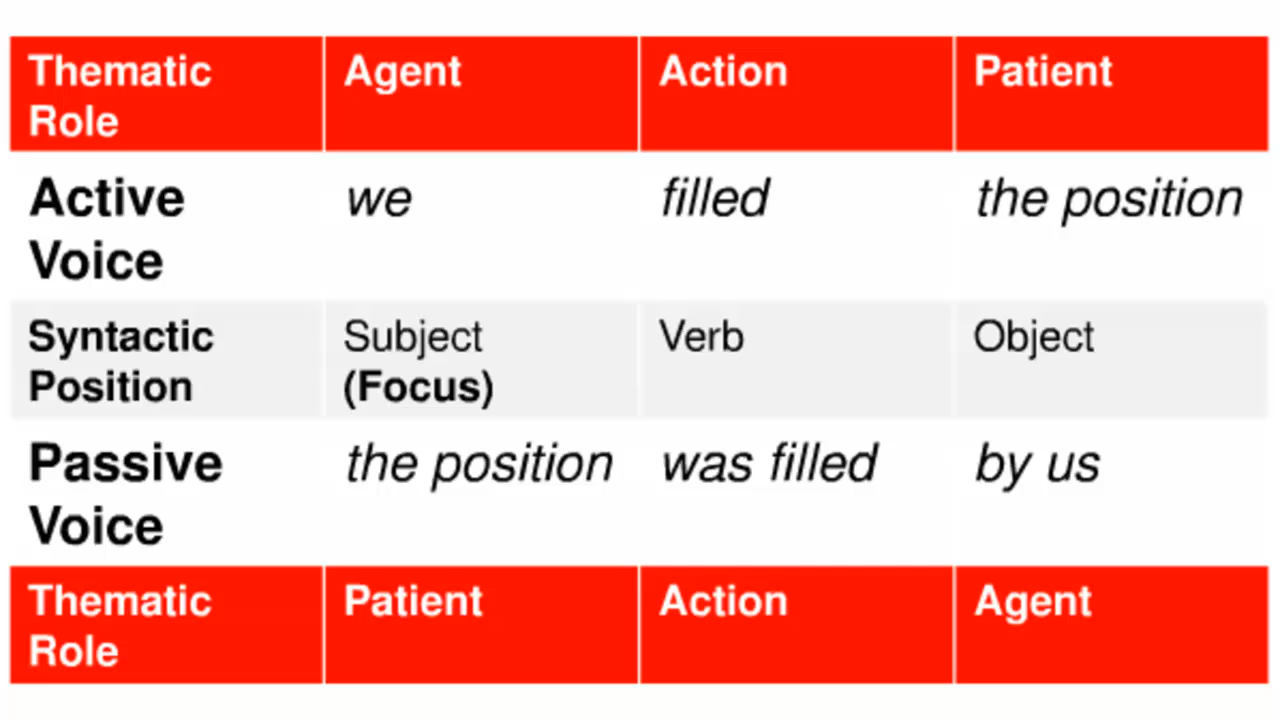 Thematic Role Agent Action Patient
Active Voice we filled the position
Syntactic Position Subject (Focus) Verb Object
Passive Voice the position was filled by us
Thematic Role Patient Action Agent